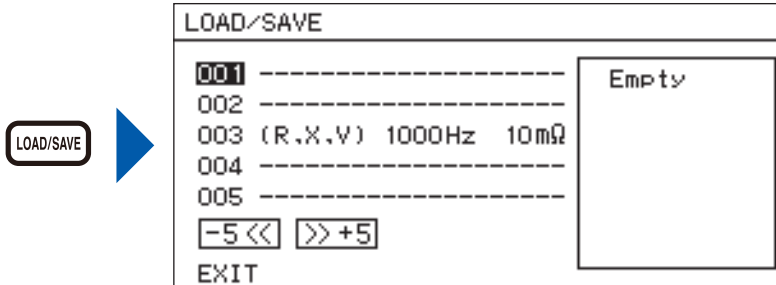 LOAD/SAVE
LOAD/SAVE
001 -------------------- Empty
002 --------------------
003 (R,X,V) 1000Hz 10mΩ
004 --------------------
005 --------------------
-5 << >> +5
EXIT